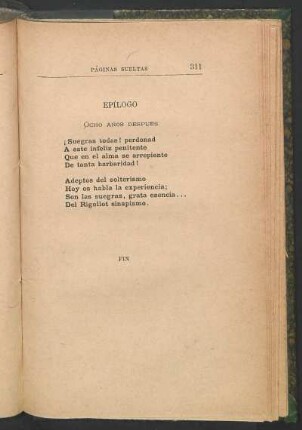 PÁGINAS SUELTAS 311
EPÍLOGO
OCHO AÑOS DESPUES
¡Suegras todas! perdonad
A este infeliz penitente
Que en el alma se arrepiente
De tanta barbaridad!
Adeptos del solterismo
Hoy os habla la experiencia;
Son las suegras, grata esencia...
Del Rigollot sinapismo.
FIN